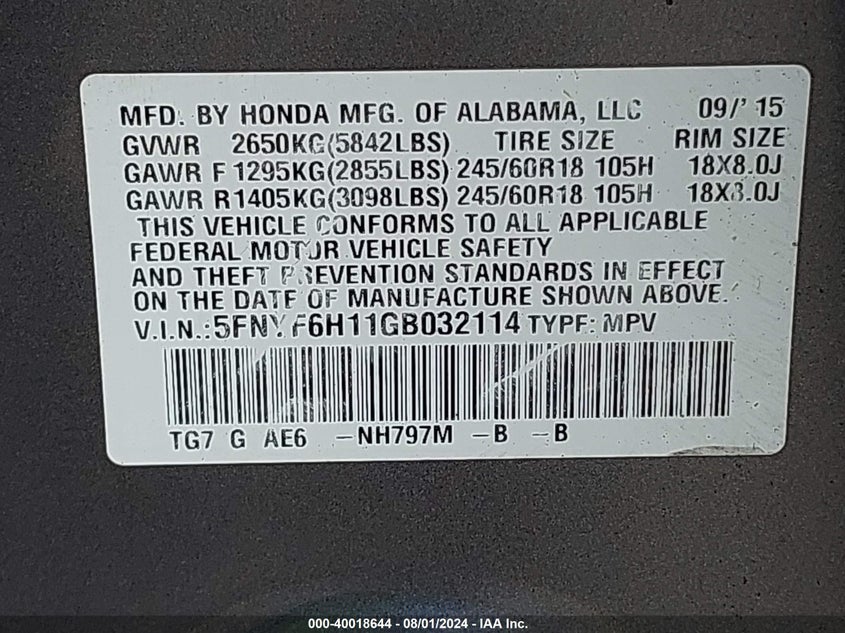 MFD. BY HONDA MFG. OF ALABAMA, LLC 09/' 15
GVWR 2650KG(5842LBS) TIRE SIZE RIM SIZE
GAWR F 1295KG(2855LBS) 245/60R18 105H 18X8.0J
GAWR R 1405KG(3098LBS) 245/60R18 105H 18X8.0J
THIS VEHICLE CONFORMS TO ALL APPLICABLE
FEDERAL MOTOR VEHICLE SAFETY
AND THEFT PREVENTION STANDARDS IN EFFECT
ON THE DATE OF MANUFACTURE SHOWN ABOVE.
V.I.N.: 5FNYF6H11GB032114 TYPE: MPV
TG7 G AE6 -NH797M -B -B
000-40018644 - 08/01/2024 - IAA Inc.